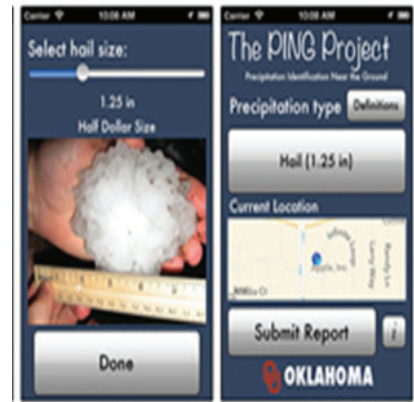 Carrier 10:08 AM
Select hail size:
1.25 in
Half Dollar Size
Done
Carrier 10:08 AM
The PING Project
Precipitation Identification Near the Ground
Precipitation type Definitions
Hail (1.25 in)
Current Location
Apple, Inc.
Submit Report i
OKLAHOMA